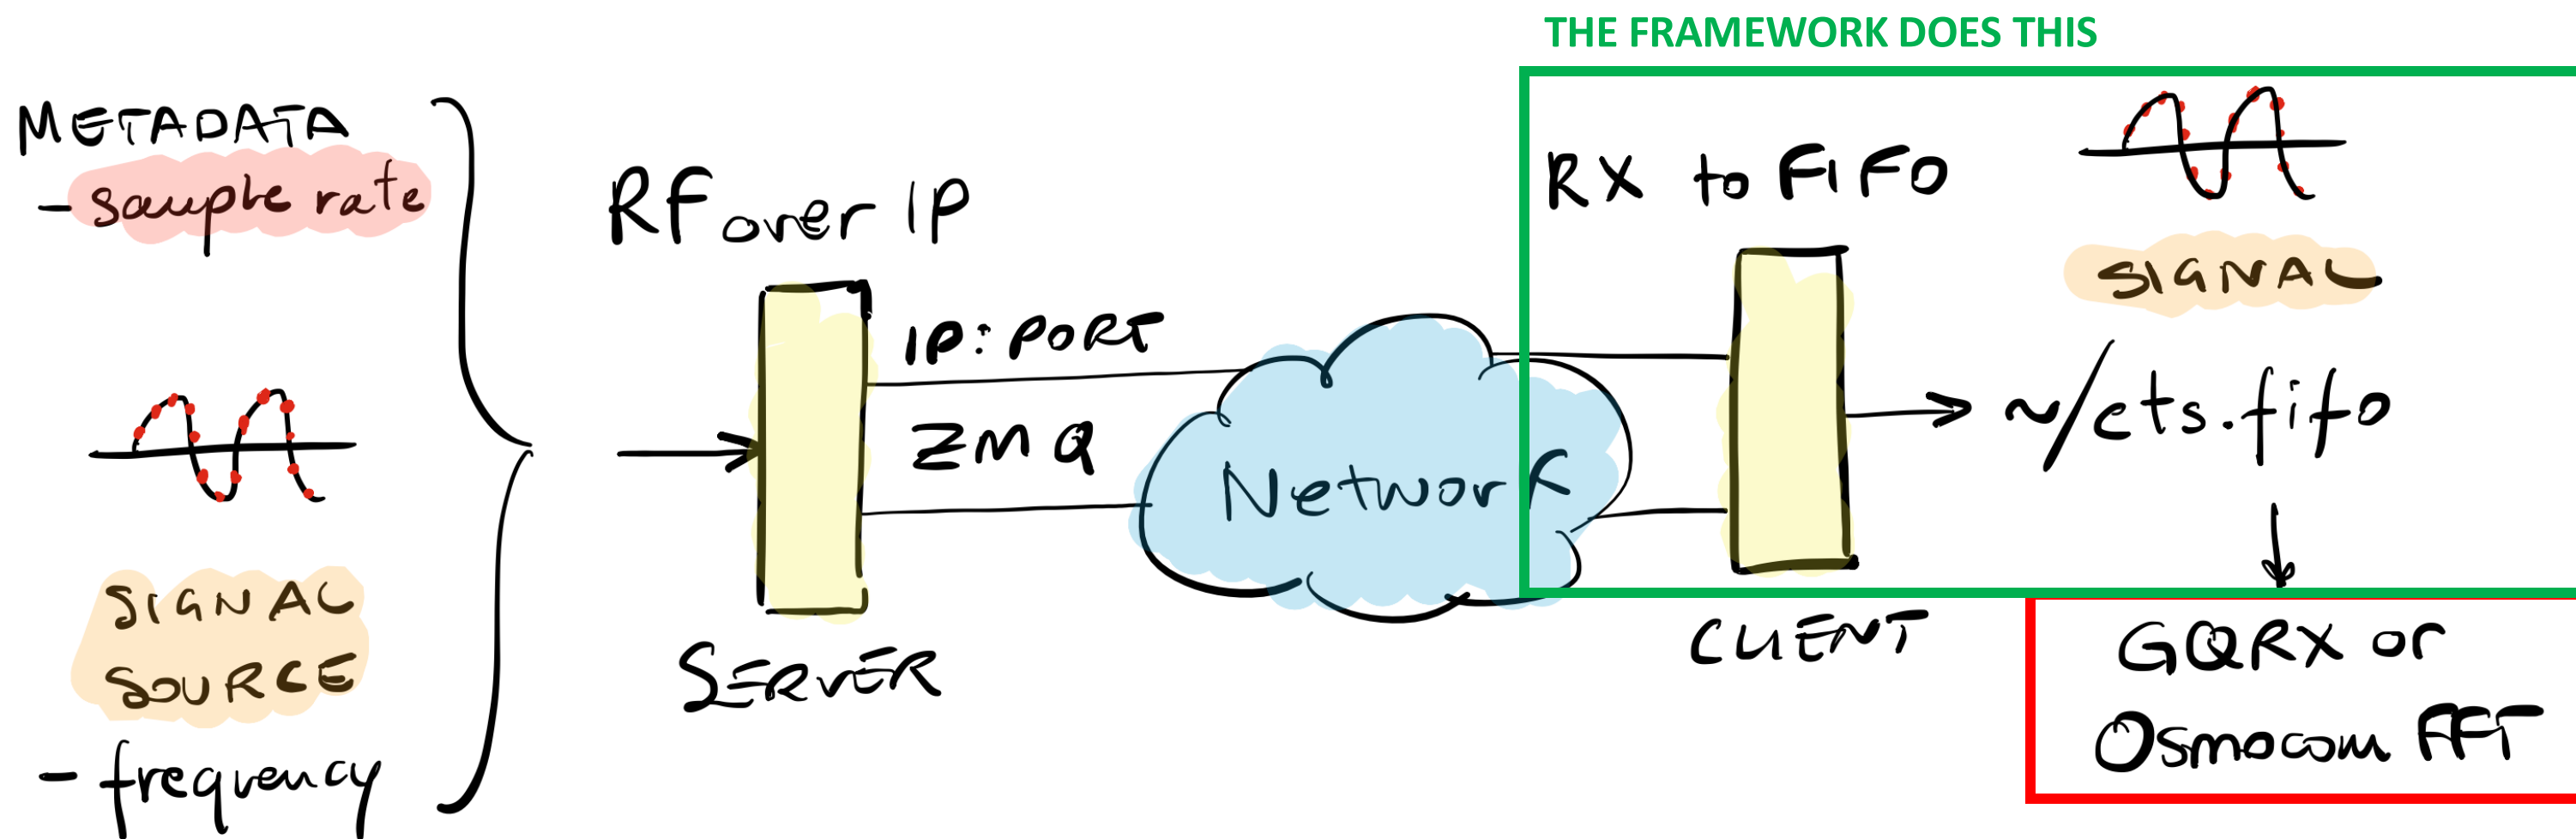 THE FRAMEWORK DOES THIS
METADATA
- sample rate
SIGNAL
SOURCE
- frequency
RF over IP
IP: PORT
ZMQ
SERVER
Network
RX to FIFO
CLIENT
SIGNAL
~/cts.fifo
GQRX or
Osmocom FFT